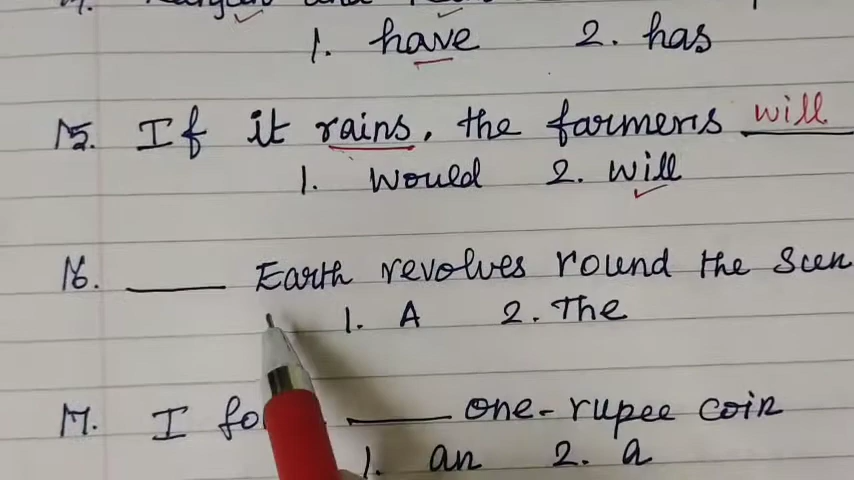 1. have 2. has
15. If it rains, the farmers will
1. Would 2. will
16. ____ Earth revolves round the Sun
1. A 2. The
17. I ____ one-rupee coin
1. an 2. a